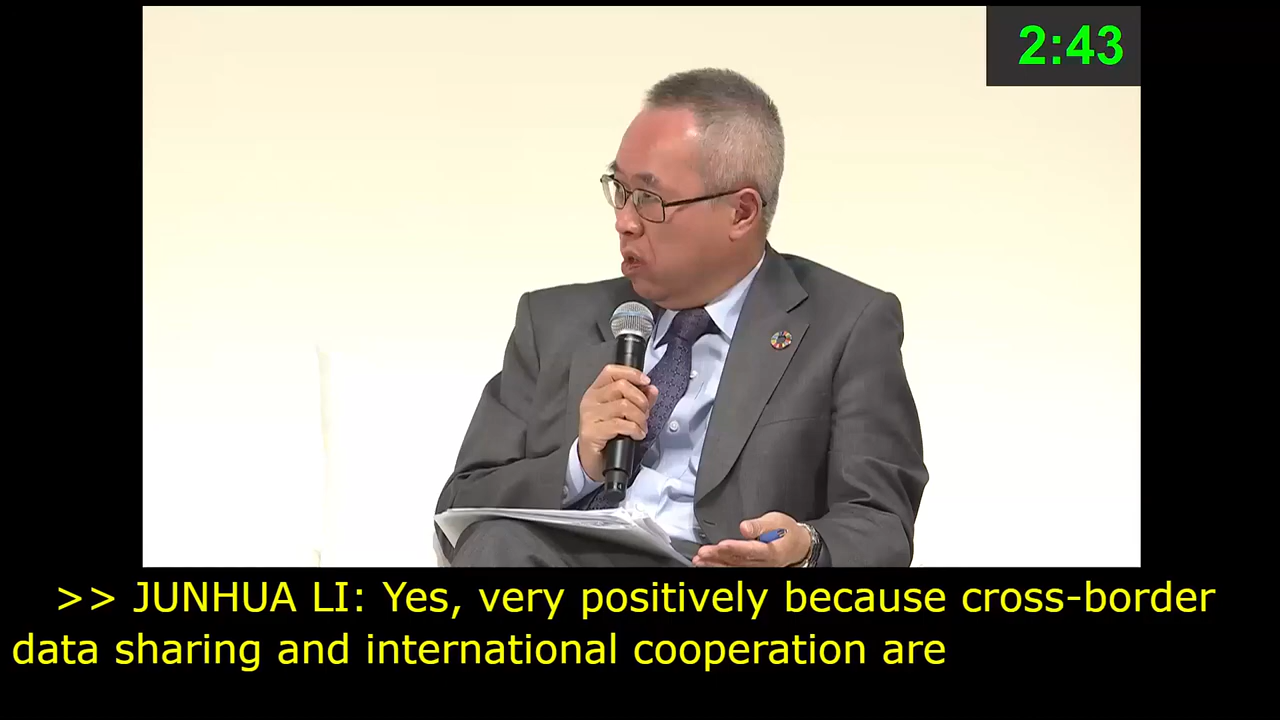 2:43
>> JUNHUA LI: Yes, very positively because cross-border
data sharing and international cooperation are